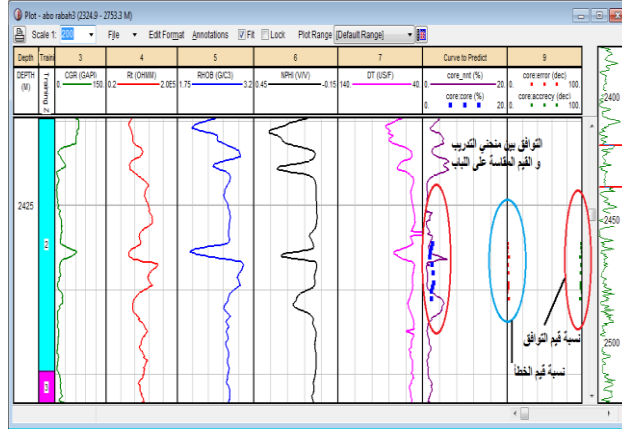 Plot - abo rabah3 (2324.9 - 2753.3 M)
Scale 1: 200 File Edit Format Annotations Fit Lock Plot Range [Default Range]
Depth Traini 3 4 5 6 7 Curve to Predict 9
DEPTH (M) Training Z CGR (GAPI) Rt (OHMM) RHOB (G/C3) NPHI (V/V) DT (US/F) core_nnt (%) core:error (dec)
0. 150. 0.2 2.0E5 1.75 3.2 0.45 -0.15 140. 40. 0. 20. 0. 100.
core:core (%) core:accrecy (dec)
0. 20. 0. 100.
2400
التوافق بين منحني التدريب
و القيم المقاسة على اللباب
2425
2450
2
نسبة قيم التوافق
2500
نسبة قيم الخطأ
3